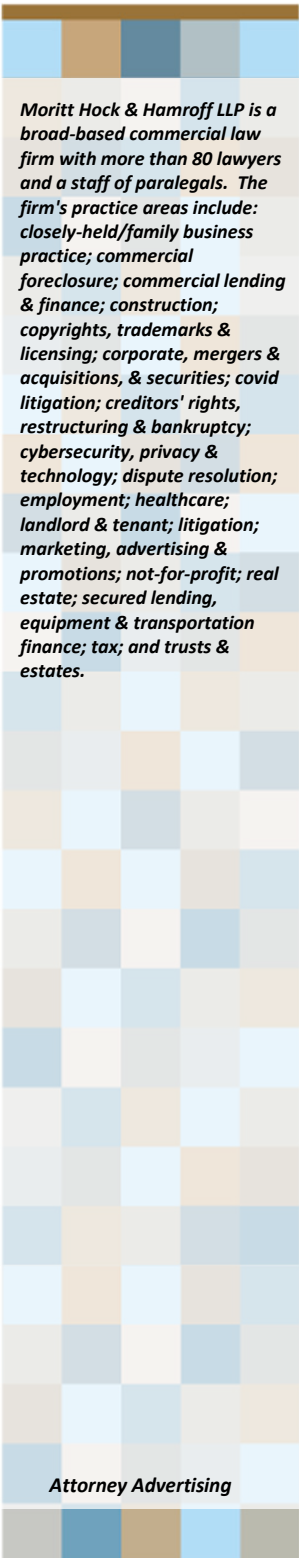 Moritt Hock & Hamroff LLP is a
broad-based commercial law
firm with more than 80 lawyers
and a staff of paralegals.  The
firm's practice areas include:
closely-held/family business
practice; commercial
foreclosure; commercial lending
& finance; construction;
copyrights, trademarks &
licensing; corporate, mergers &
acquisitions, & securities; covid
litigation; creditors' rights,
restructuring & bankruptcy;
cybersecurity, privacy &
technology; dispute resolution;
employment; healthcare;
landlord & tenant; litigation;
marketing, advertising &
promotions; not-for-profit; real
estate; secured lending,
equipment & transportation
finance; tax; and trusts &
estates.
Attorney Advertising